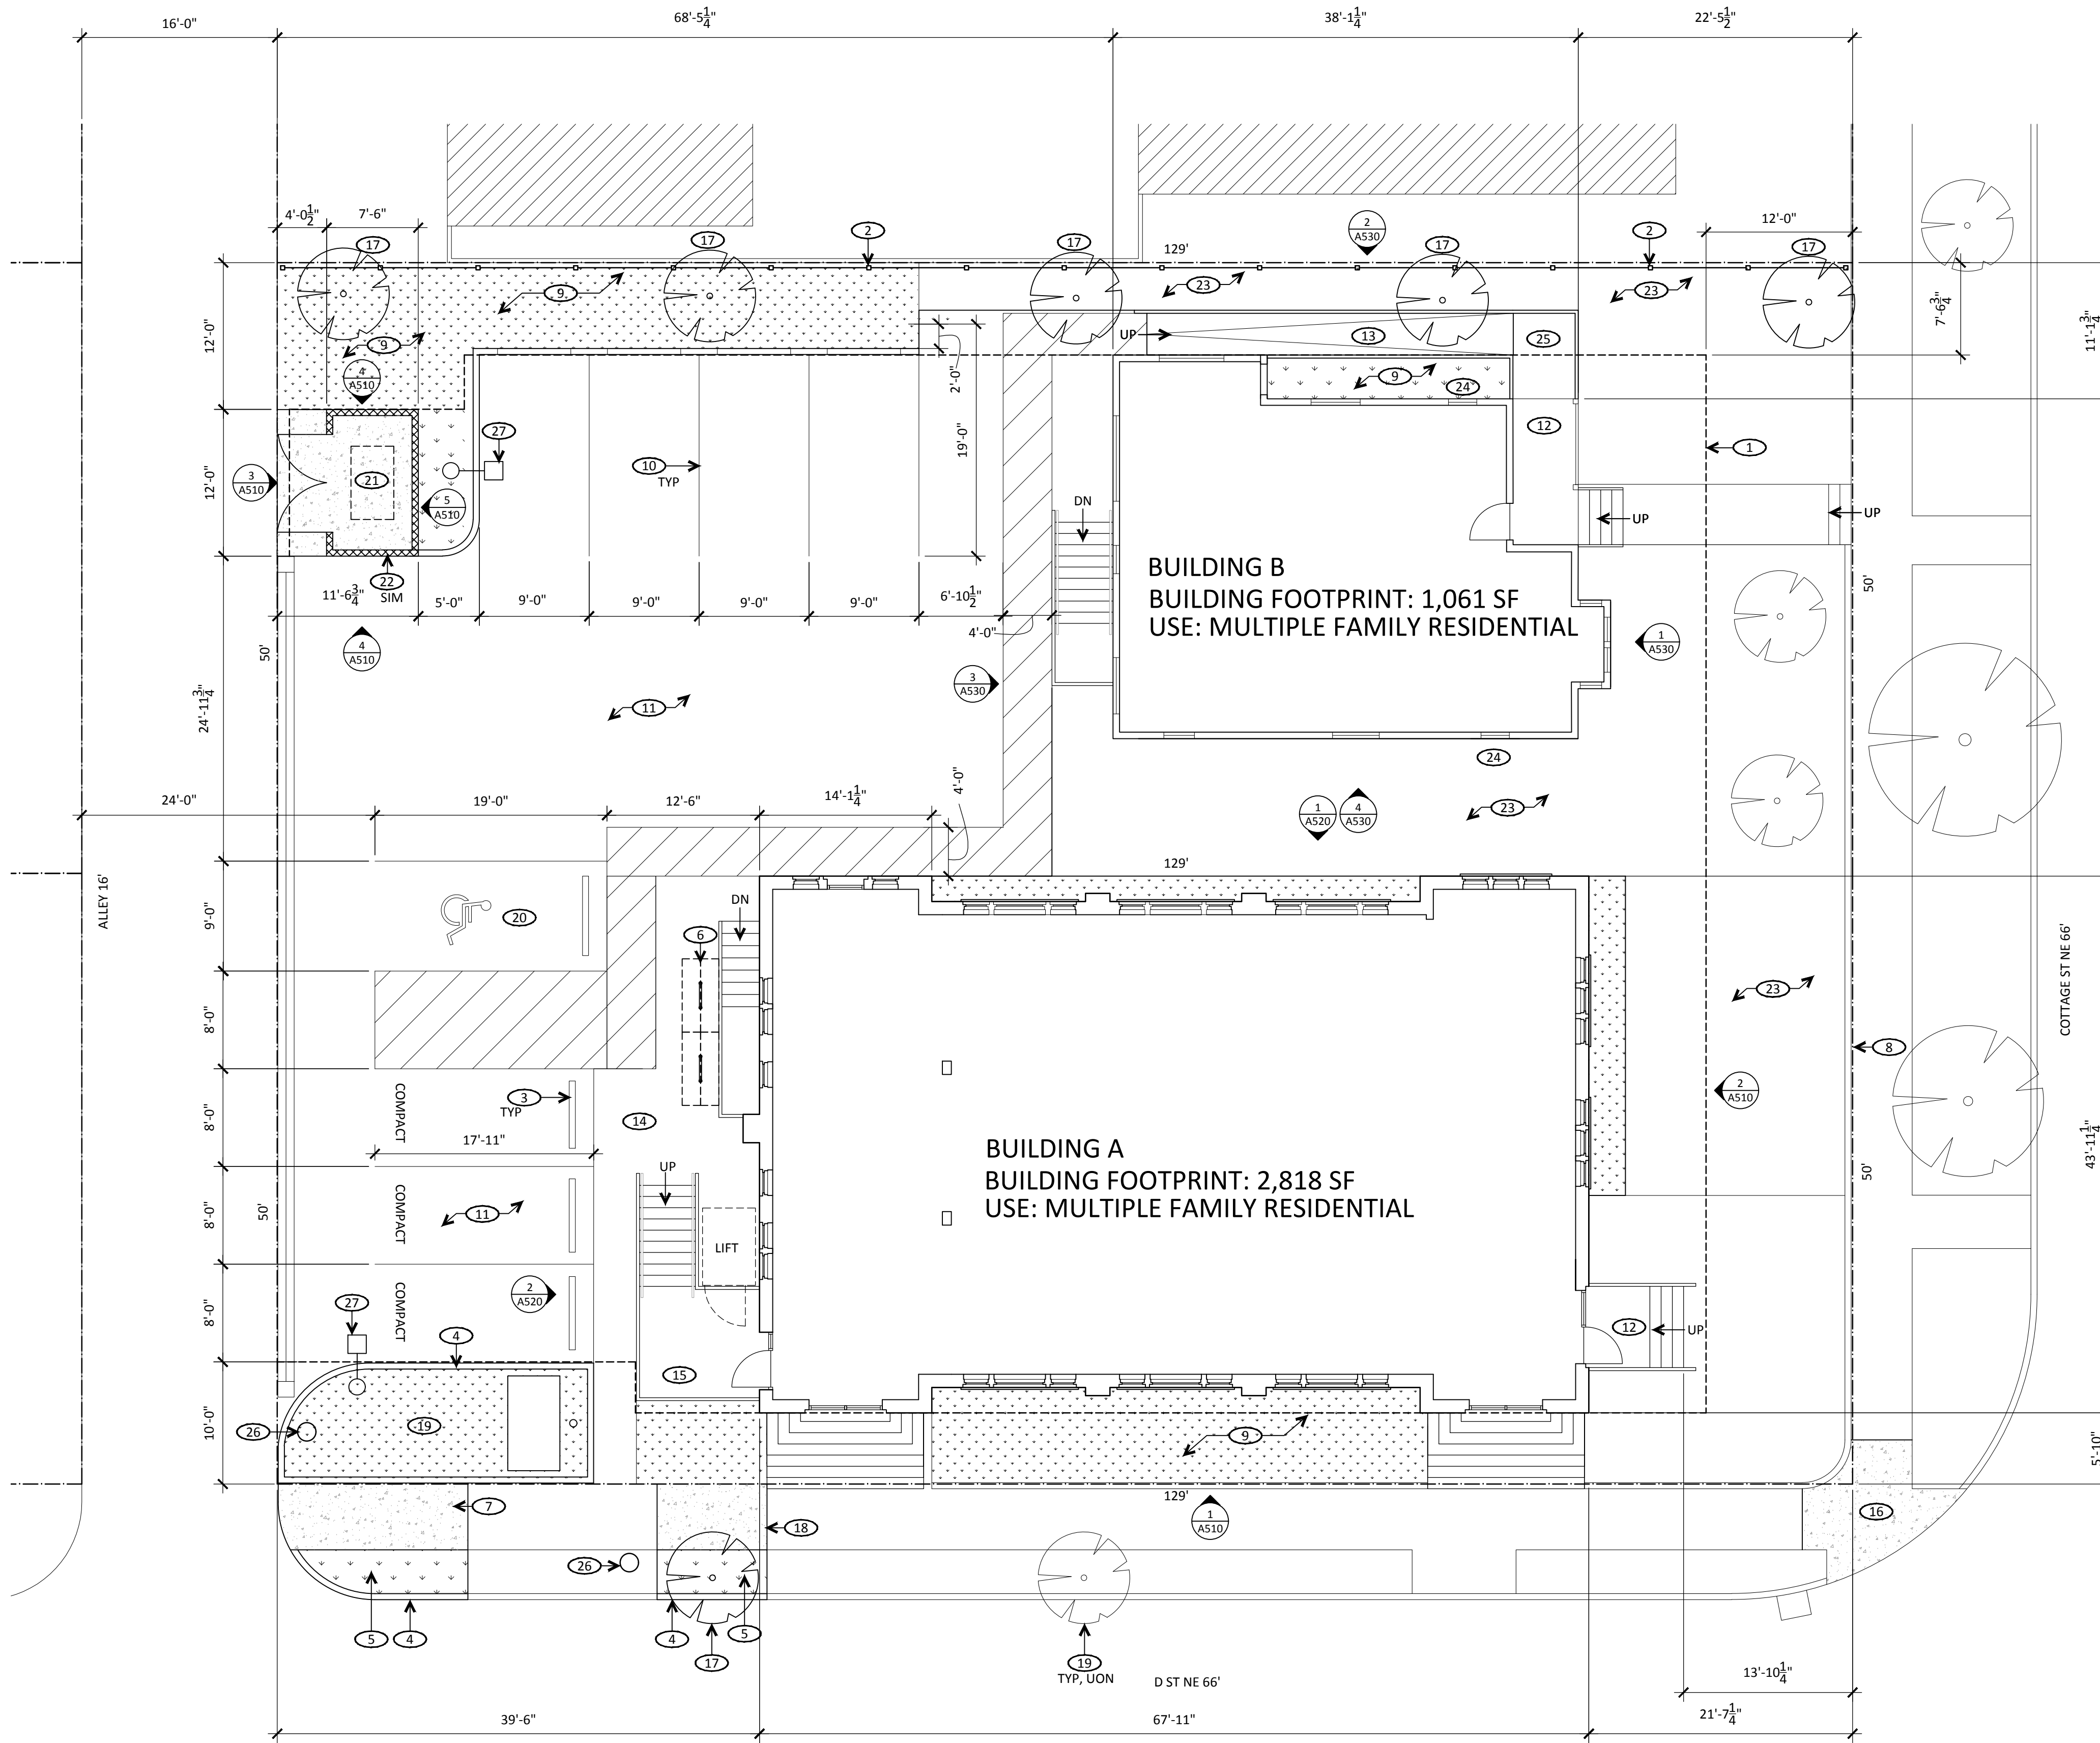 16'-0"
68'-5 1/4"
38'-1 1/4"
22'-5 1/2"
4'-0 1/2"
7'-6"
17
17
2
17
2
A530
17
2
17
12'-0"
129'
9
23
23
7'-6 3/4"
11'-1 3/4"
12'-0"
9
4
A510
2'-0"
UP
13
25
9
24
12
1
27
19'-0"
10
TYP
12'-0"
3
A510
21
5
A510
DN
UP
UP
22
SIM
11'-6 3/4"
5'-0"
9'-0"
9'-0"
9'-0"
9'-0"
6'-10 1/2"
4'-0"
BUILDING B
BUILDING FOOTPRINT: 1,061 SF
USE: MULTIPLE FAMILY RESIDENTIAL
50'
50'
4
A510
3
A530
1
A530
24'-11 3/4"
11
24
24'-0"
19'-0"
12'-6"
14'-1 1/4"
4'-0"
1
A520
4
A530
23
129'
ALLEY 16'
9'-0"
20
DN
6
23
COTTAGE ST NE 66'
8'-0"
8
8'-0"
COMPACT
3
TYP
14
2
A510
17'-11"
43'-11 1/4"
BUILDING A
BUILDING FOOTPRINT: 2,818 SF
USE: MULTIPLE FAMILY RESIDENTIAL
UP
50'
50'
8'-0"
COMPACT
11
LIFT
2
A520
8'-0"
COMPACT
27
4
12
UP
15
10'-0"
26
19
9
5'-10"
7
129'
1
A510
18
16
26
5
4
4
17
5
19
TYP, UON
D ST NE 66'
13'-10 1/4"
39'-6"
67'-11"
21'-7 1/4"